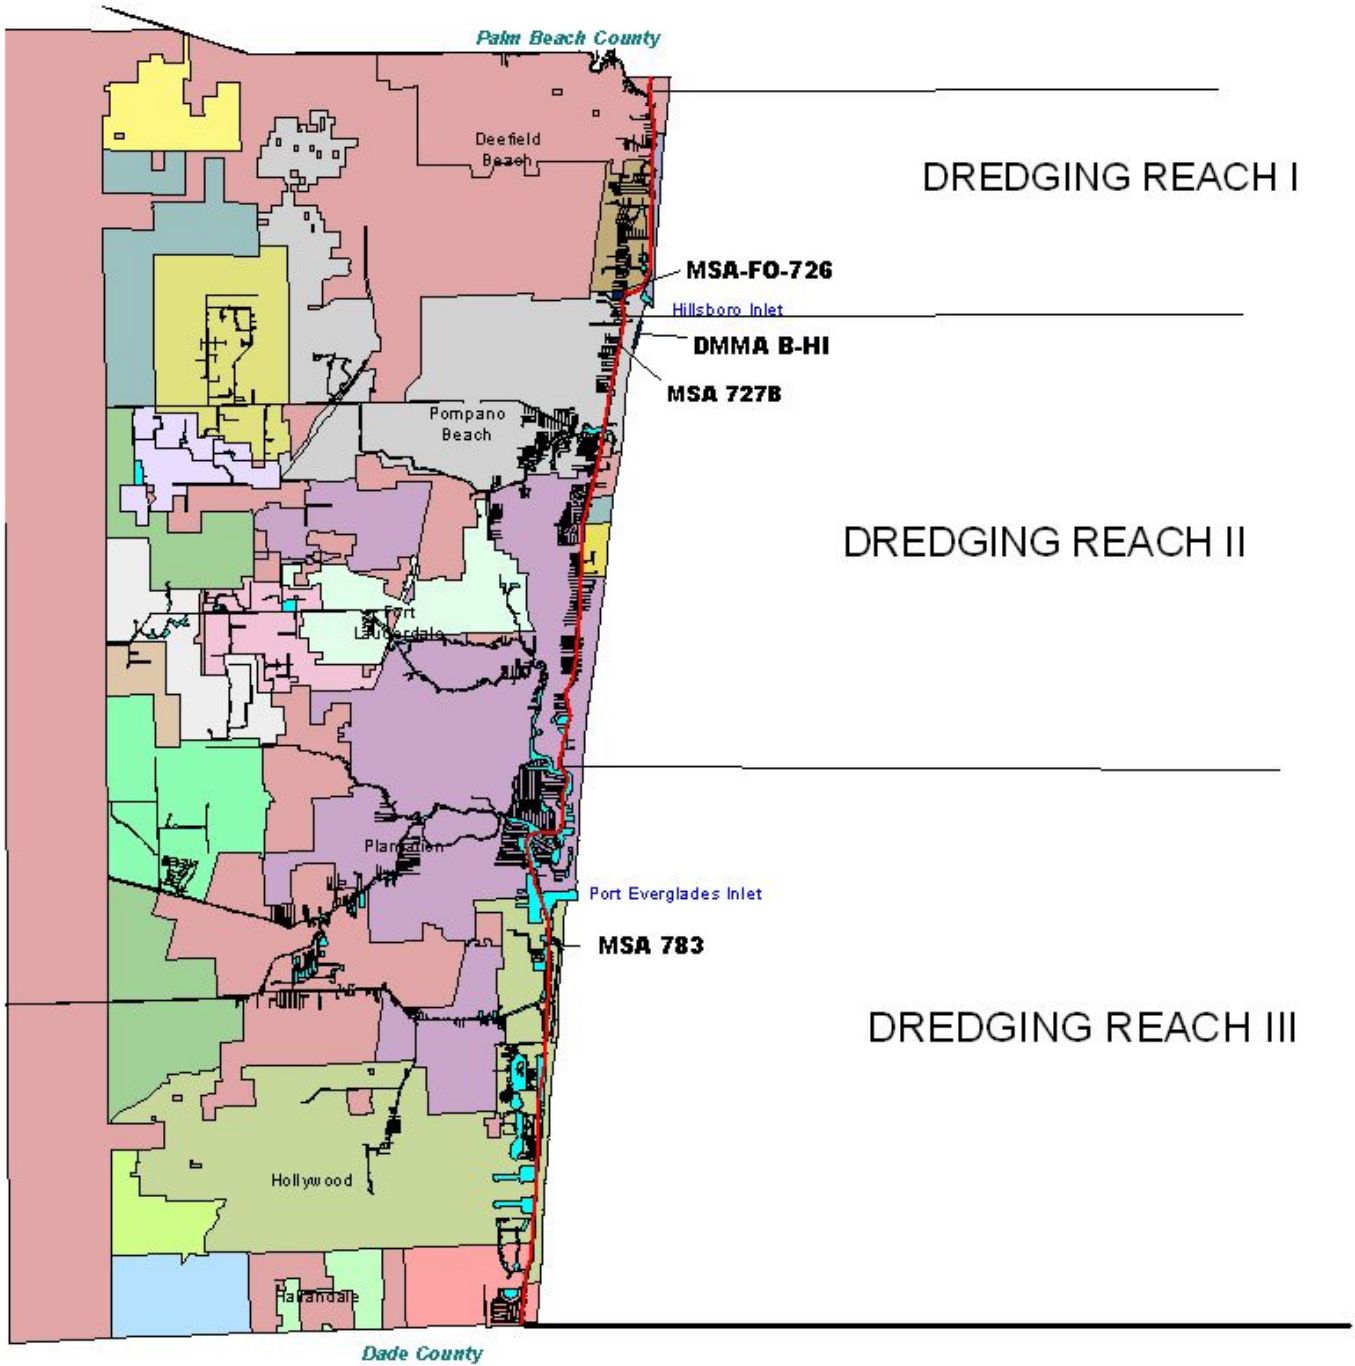 Palm Beach County
Deefield
Beach
DREDGING REACH I
MSA-FO-726
Hillsboro Inlet
DMMA B-HI
MSA 727B
Pompano
Beach
DREDGING REACH II
Fort
Lauderdale
Plantation
Port Everglades Inlet
MSA 783
DREDGING REACH III
Hollywood
Hallandale
Dade County